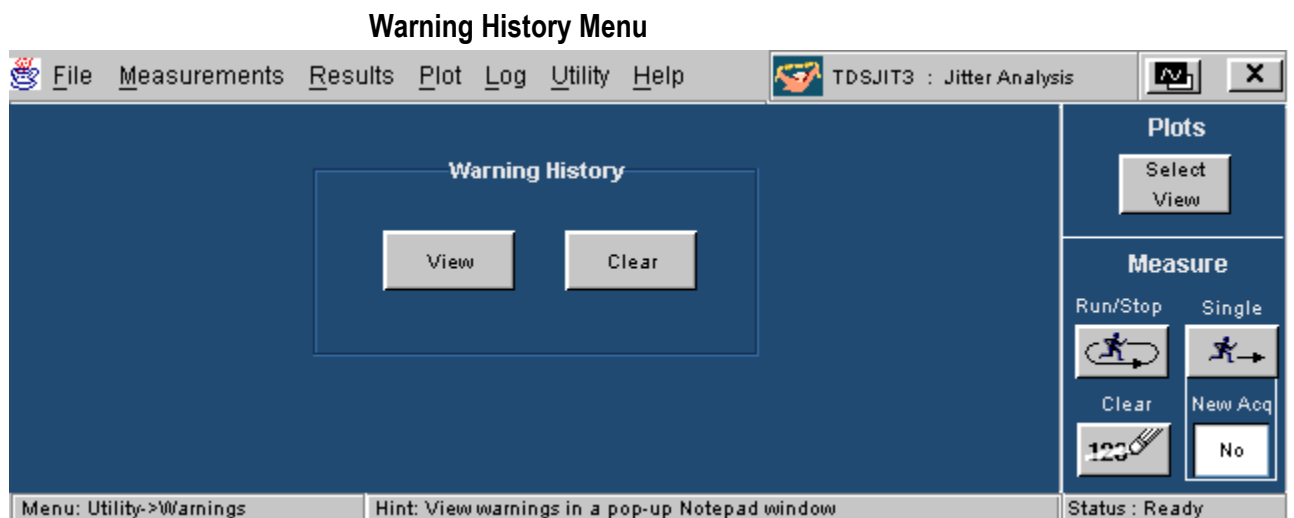 Warning History Menu
File Measurements Results Plot Log Utility Help
TDSJIT3 : Jitter Analysis
Plots
Select
View
Warning History
View Clear
Measure
Run/Stop Single
Clear New Acq
123 No
Menu: Utility->Warnings
Hint: View warnings in a pop-up Notepad window
Status : Ready